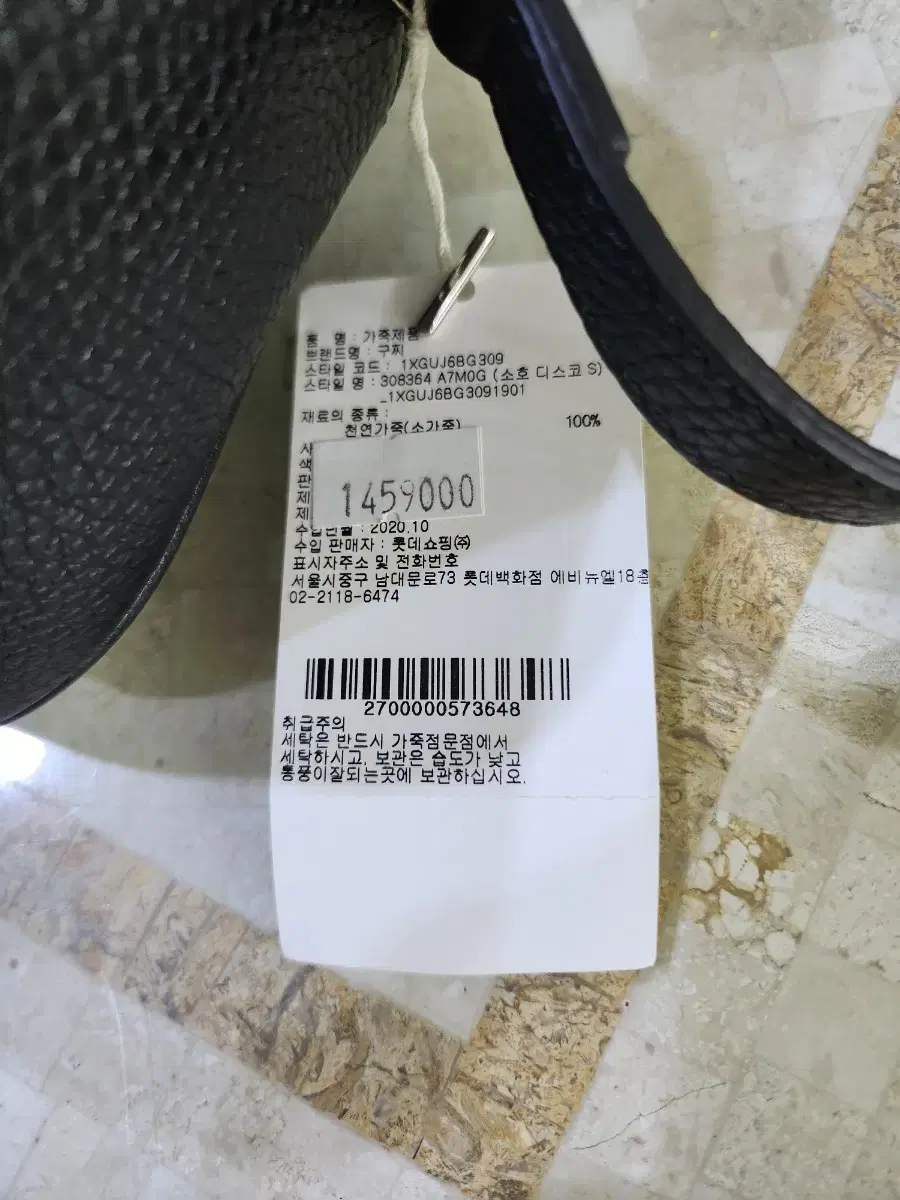 품 명 : 가죽제품
브랜드명 : 구찌
스타일 코드 : 1XGUJ6BG309
스타일 명 : 308364 A7M0G (소호 디스코 S)
_1XGUJ6BG3091901
재료의 종류 :
천연가죽(소가죽) 100%
사
색
판
제
제
1459000
수입년월 : 2020.10
수입 판매자 : 롯데쇼핑㈜
표시자주소 및 전화번호
서울시중구 남대문로73 롯데백화점 에비뉴엘18층
02-2118-6474
2700000573648
취급주의
세탁은 반드시 가죽점문점에서
세탁하시고, 보관은 습도가 낮고
통풍이잘되는곳에 보관하십시오.